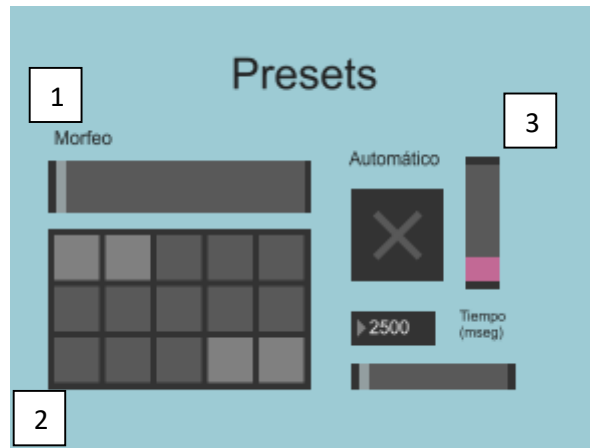 Presets
1
3
Morfeo
Automático
2500
Tiempo
(mseg)
2